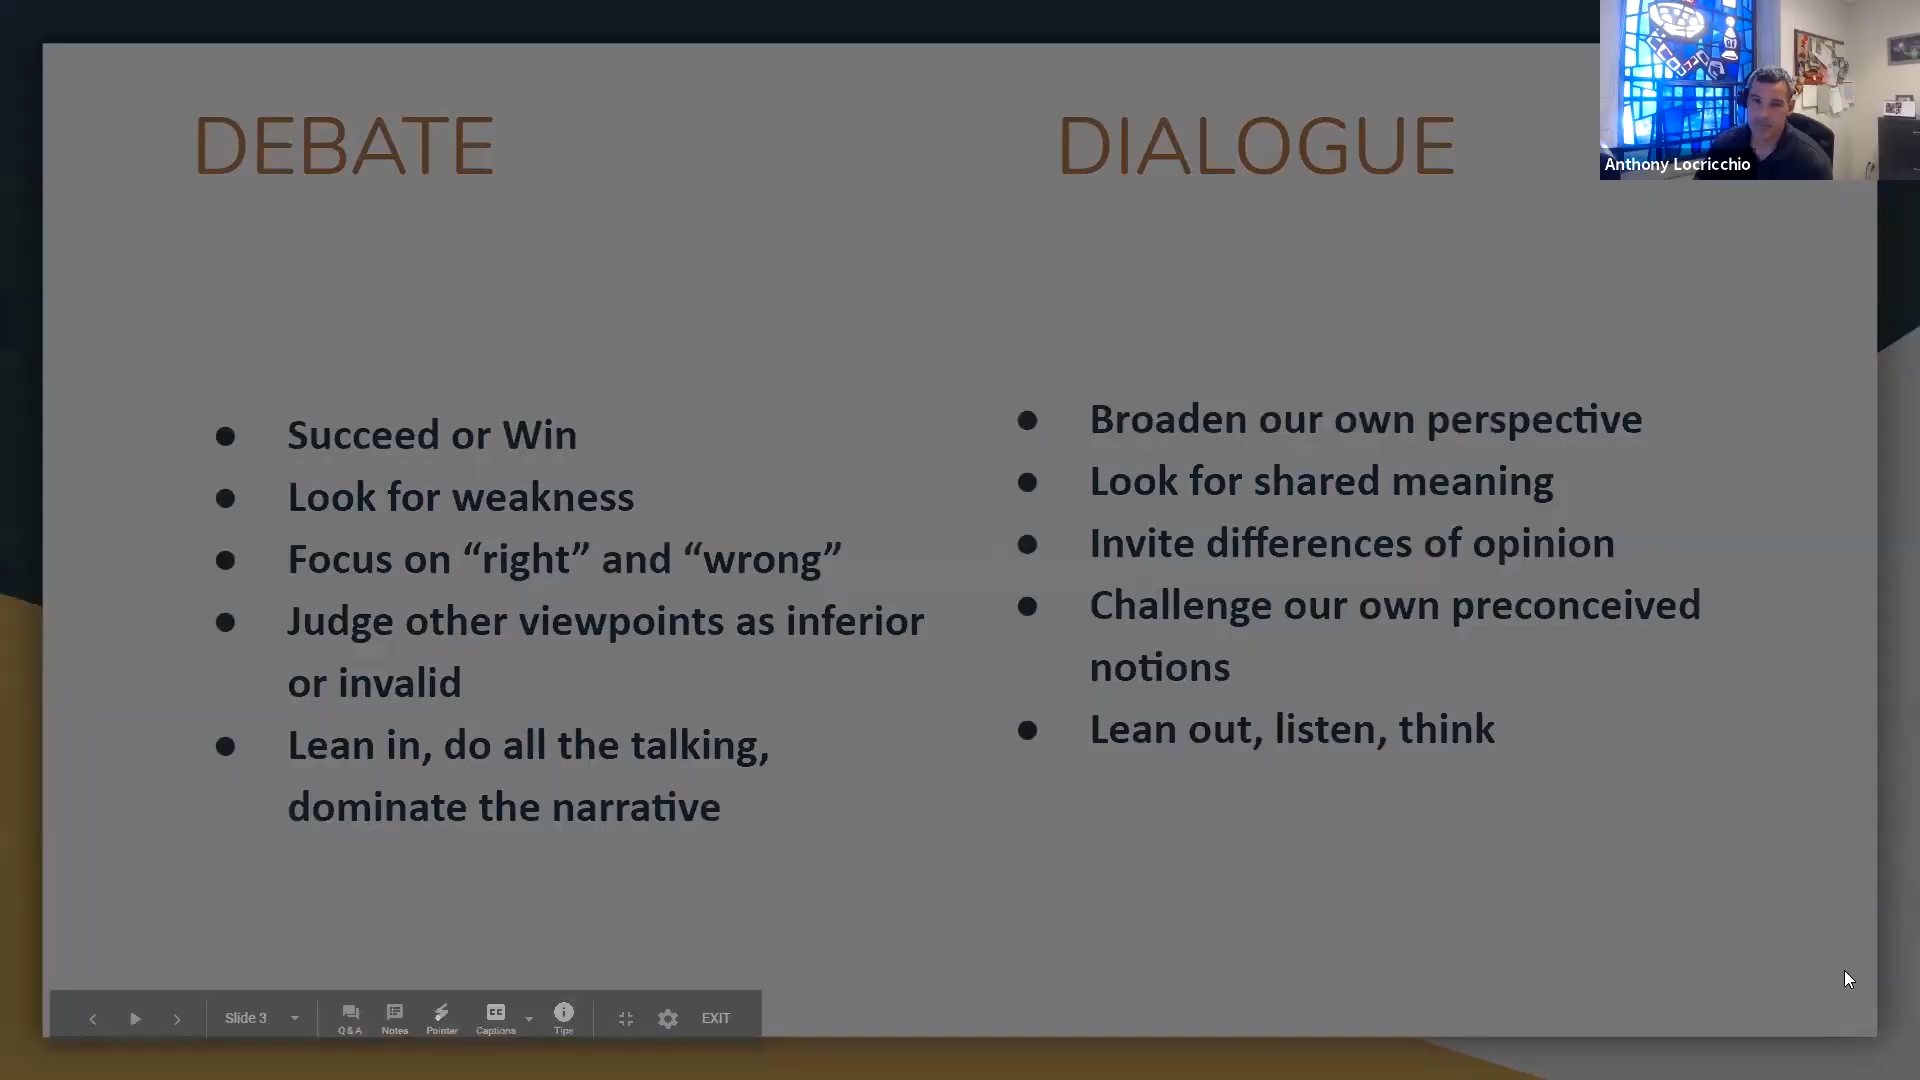 DEBATE
DIALOGUE
Anthony Locricchio
● Succeed or Win
● Look for weakness
● Focus on “right” and “wrong”
● Judge other viewpoints as inferior
or invalid
● Lean in, do all the talking,
dominate the narrative
● Broaden our own perspective
● Look for shared meaning
● Invite differences of opinion
● Challenge our own preconceived
notions
● Lean out, listen, think
Slide 3
Q & A
Notes
Pointer
Captions
Tips
EXIT